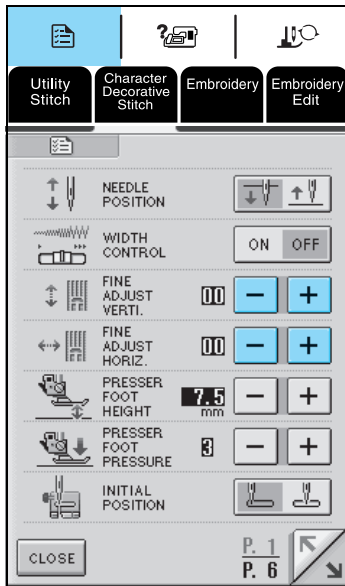 ?
Utility
Stitch
Character
Decorative
Stitch
Embroidery
Embroidery
Edit
NEEDLE
POSITION
WIDTH
CONTROL
ON OFF
FINE
ADJUST
VERTI.
00 − +
FINE
ADJUST
HORIZ.
00 − +
PRESSER
FOOT
HEIGHT
7.5
mm
− +
PRESSER
FOOT
PRESSURE
3 − +
INITIAL
POSITION
CLOSE
P. 1
P. 6